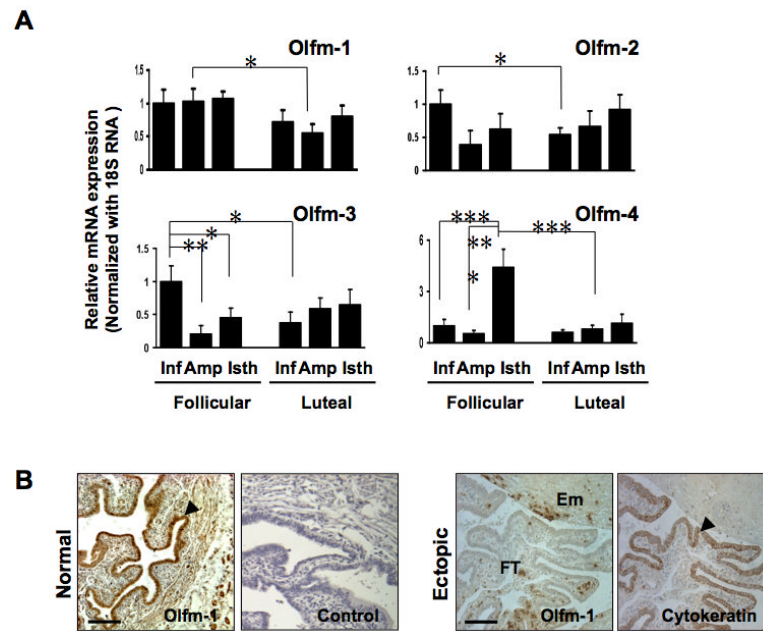 A
Olfm-1
Olfm-2
Relative mRNA expression
(Normalized with 18S RNA)
1.5
1
0.5
0
*
1.5
1
0.5
0
*
Olfm-3
Olfm-4
1.5
1
0.5
0
*
*
**
6
3
0
***
**
*
***
Inf Amp Isth
Inf Amp Isth
Inf Amp Isth
Inf Amp Isth
Follicular
Luteal
Follicular
Luteal
B
Normal
Olfm-1
Control
Ectopic
Em
FT
Olfm-1
Cytokeratin